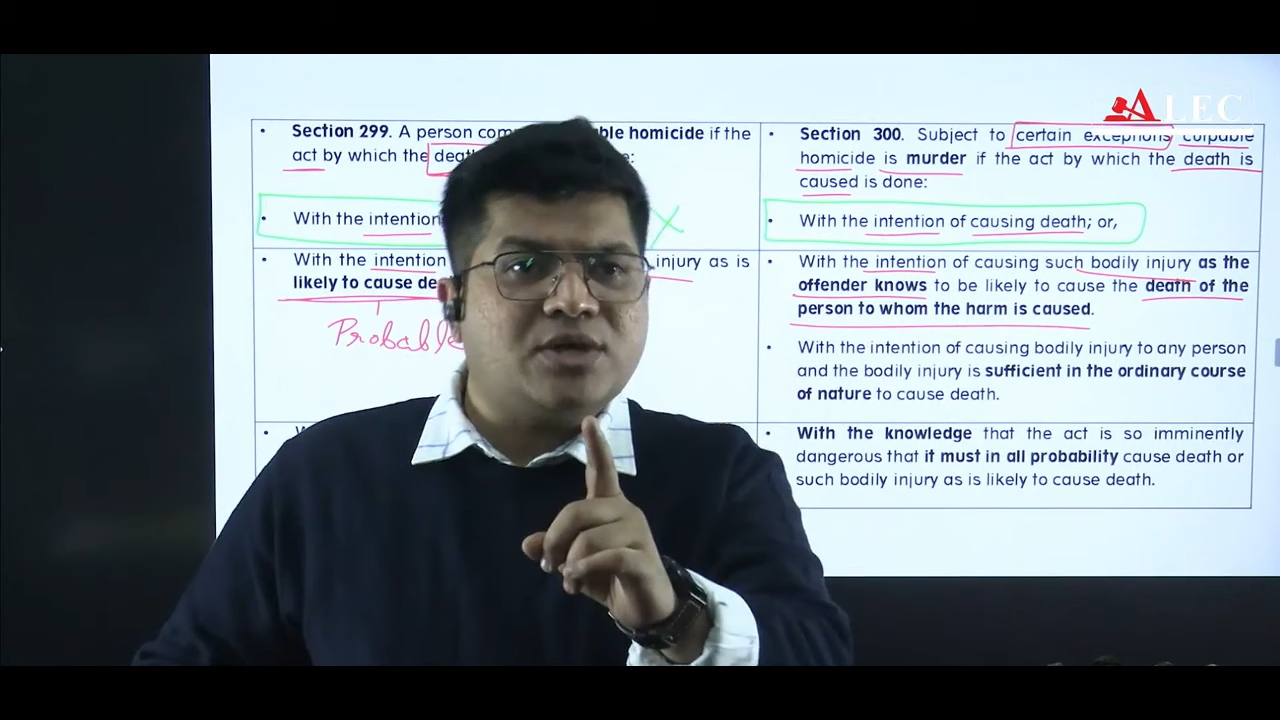 ALEC
Section 299. A person com ble homicide if the
act by which the deat e:
With the intention
With the intention injury as is
likely to cause de
Probable
Section 300. Subject to certain exceptions culpable
homicide is murder if the act by which the death is
caused is done:
With the intention of causing death; or,
With the intention of causing such bodily injury as the
offender knows to be likely to cause the death of the
person to whom the harm is caused.
With the intention of causing bodily injury to any person
and the bodily injury is sufficient in the ordinary course
of nature to cause death.
With the knowledge that the act is so imminently
dangerous that it must in all probability cause death or
such bodily injury as is likely to cause death.